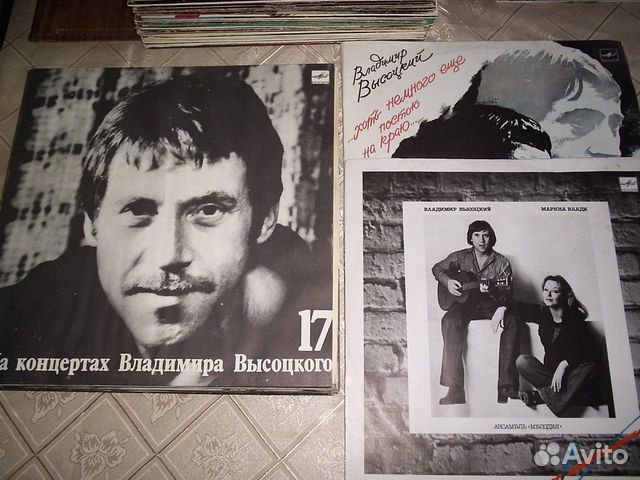 17
На концертах Владимира Высоцкого
Владимир
Высоцкий
...хоть немного еще
постою
на краю...
ВЛАДИМИР ВЫСОЦКИЙ
МАРИНА ВЛАДИ
АНСАМБЛЬ «МЕЛОДИЯ»
Avito